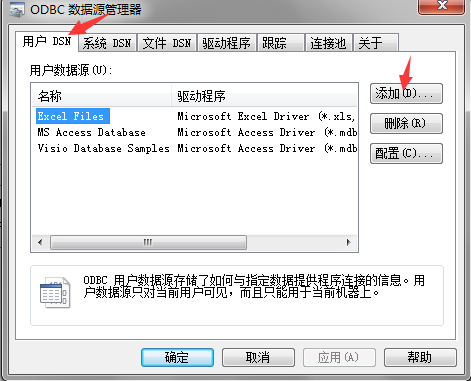 ODBC 数据源管理器
用户 DSN 系统 DSN 文件 DSN 驱动程序 跟踪 连接池 关于
用户数据源(U):
名称 驱动程序
Excel Files Microsoft Excel Driver (*.xls,
MS Access Database Microsoft Access Driver (*.mdb
Visio Database Samples Microsoft Access Driver (*.mdb
添加(D)...
删除(R)
配置(C)...
ODBC 用户数据源存储了如何与指定数据提供程序连接的信息。用
户数据源只对当前用户可见，而且只能用于当前机器上。
确定 取消 应用(A) 帮助